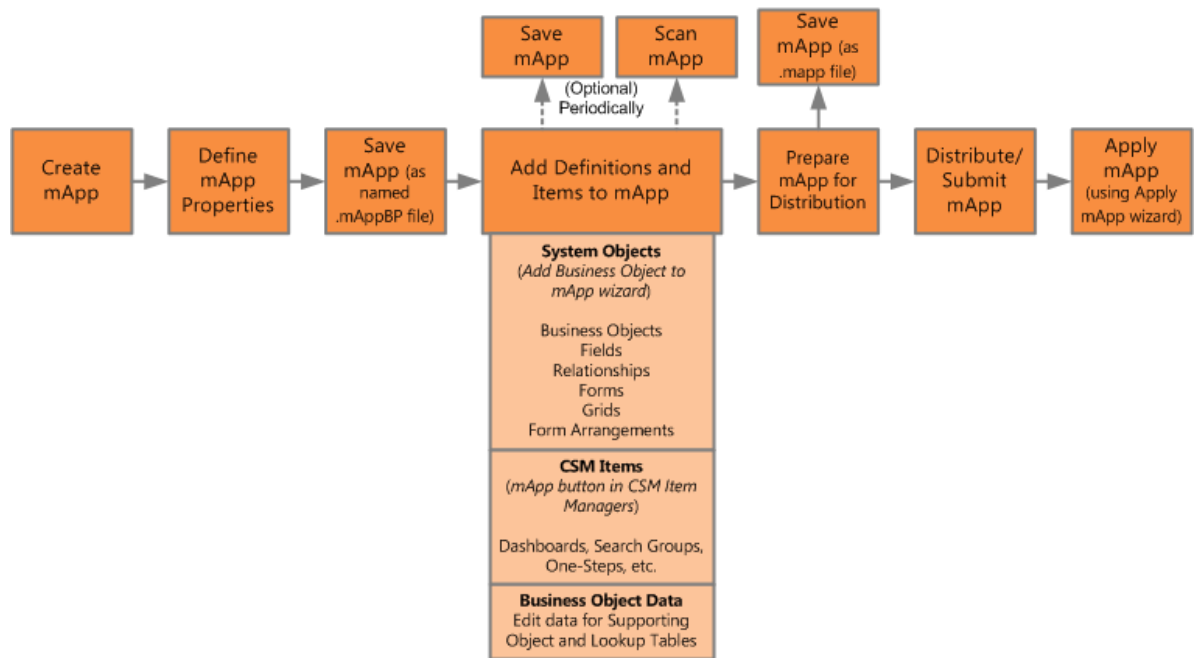 Save
mApp
Scan
mApp
Save
mApp (as
.mapp file)
(Optional)
Periodically
Create
mApp
Define
mApp
Properties
Save
mApp (as
named
.mAppBP file)
Add Definitions and
Items to mApp
Prepare
mApp for
Distribution
Distribute/
Submit
mApp
Apply
mApp
(using Apply
mApp wizard)
System Objects
(Add Business Object to
mApp wizard)
Business Objects
Fields
Relationships
Forms
Grids
Form Arrangements
CSM Items
(mApp button in CSM Item
Managers)
Dashboards, Search Groups,
One-Steps, etc.
Business Object Data
Edit data for Supporting
Object and Lookup Tables